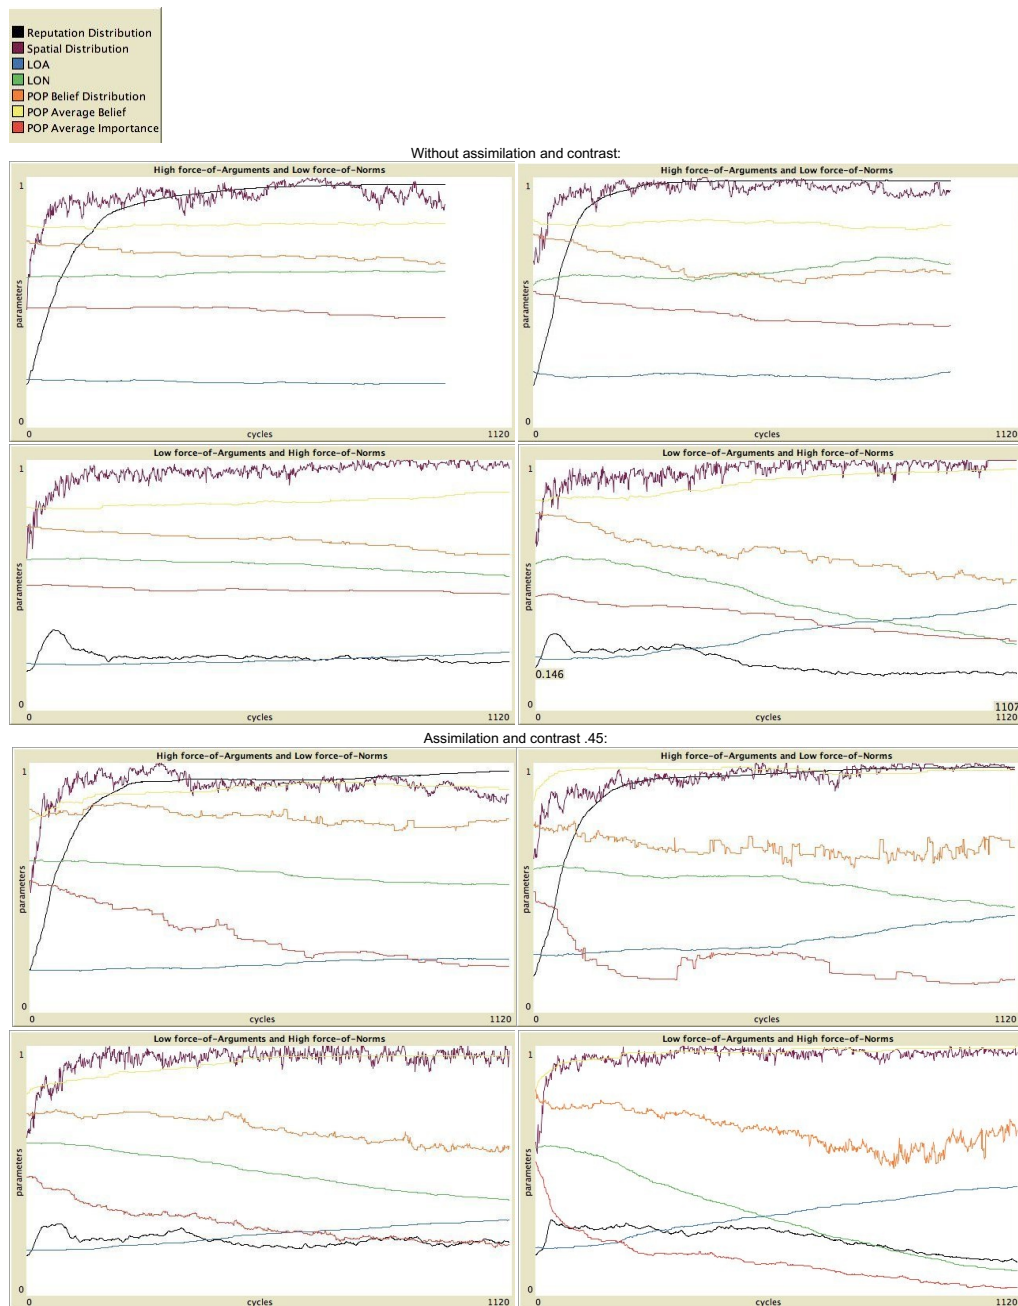 Reputation Distribution
Spatial Distribution
LOA
LON
POP Belief Distribution
POP Average Belief
POP Average Importance
Without assimilation and contrast:
High force-of-Arguments and Low force-of-Norms
1
parameters
0
0 cycles 1120
High force-of-Arguments and Low force-of-Norms
1
parameters
0
0 cycles 1120
Low force-of-Arguments and High force-of-Norms
1
parameters
0
0 cycles 1120
Low force-of-Arguments and High force-of-Norms
1
parameters
0.146
0
1107
0 cycles 1120
Assimilation and contrast .45:
High force-of-Arguments and Low force-of-Norms
1
parameters
0
0 cycles 1120
High force-of-Arguments and Low force-of-Norms
1
parameters
0
0 cycles 1120
Low force-of-Arguments and High force-of-Norms
1
parameters
0
0 cycles 1120
Low force-of-Arguments and High force-of-Norms
1
parameters
0
0 cycles 1120